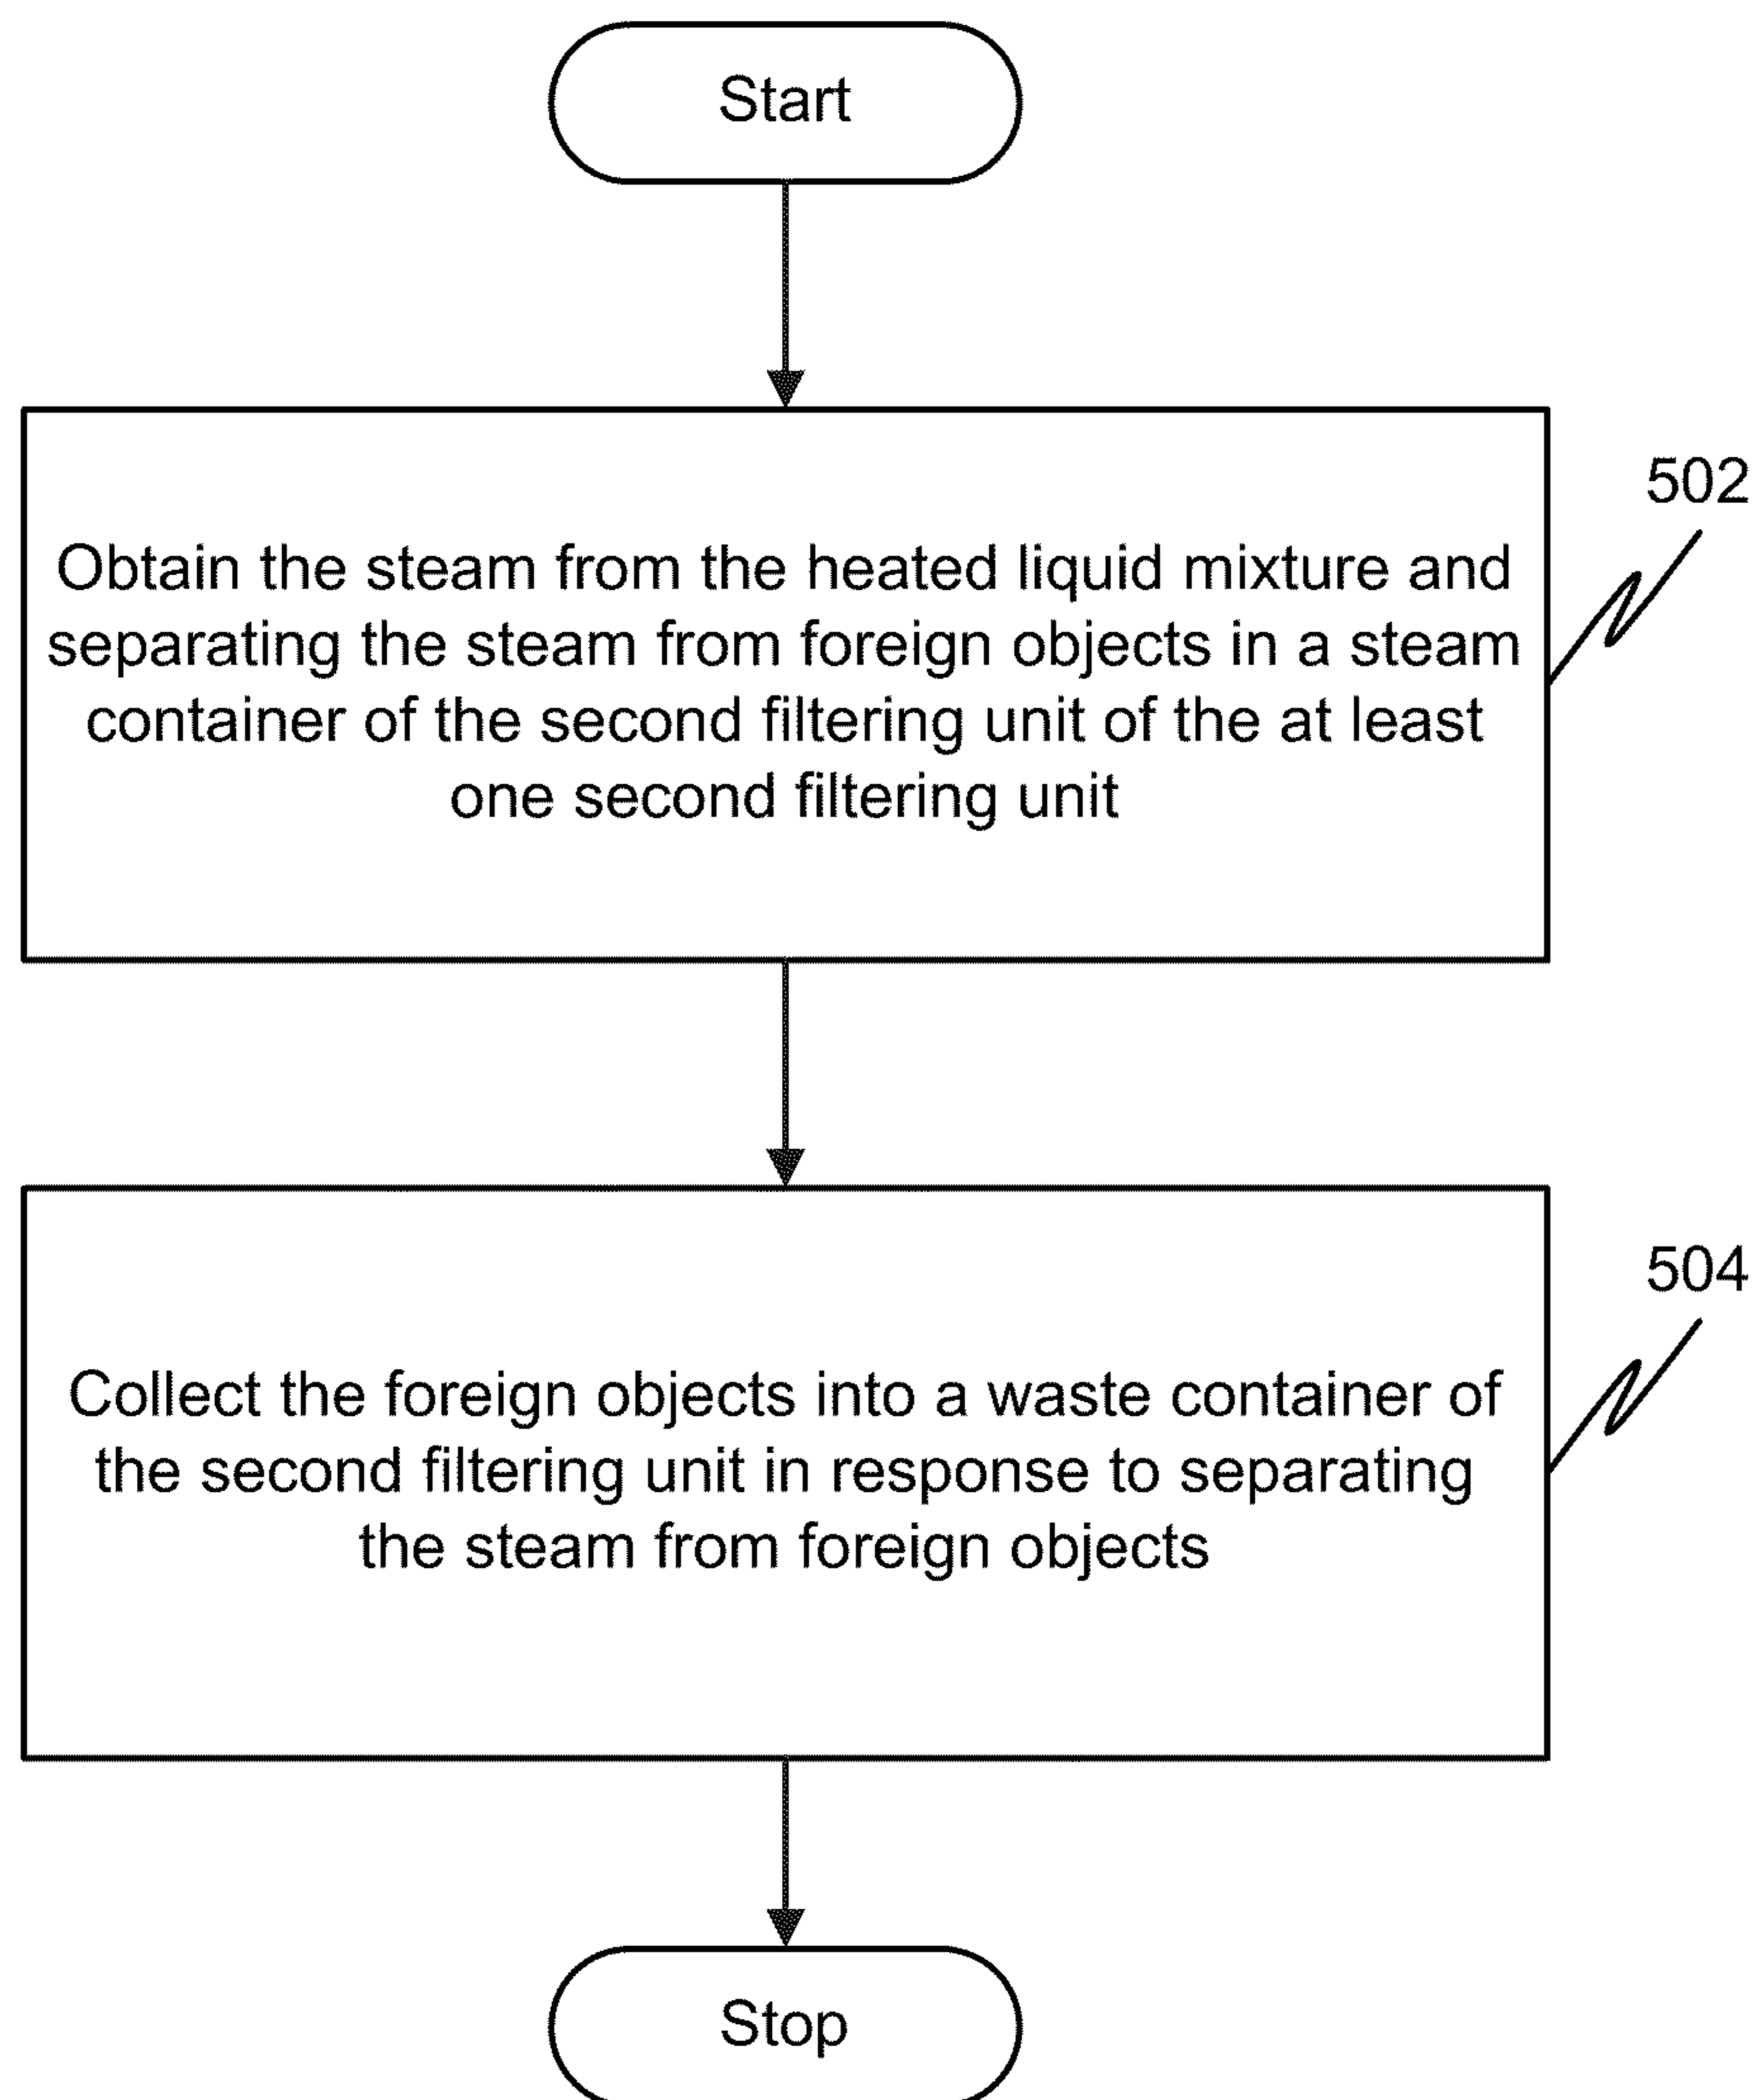 Start
502
Obtain the steam from the heated liquid mixture and
separating the steam from foreign objects in a steam
container of the second filtering unit of the at least
one second filtering unit
504
Collect the foreign objects into a waste container of
the second filtering unit in response to separating
the steam from foreign objects
Stop